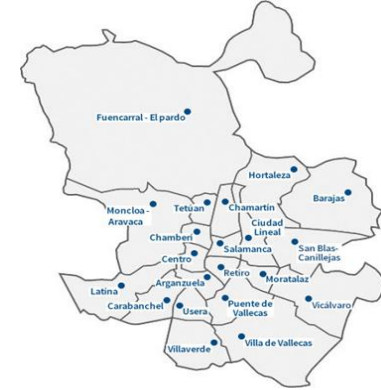 Fuencarral - El pardo
Hortaleza
Barajas
Moncloa -
Aravaca
Tetúan
Chamartín
Ciudad
Lineal
Chamberí
Salamanca
San Blas-
Canillejas
Centro
Retiro
Moratalaz
Latina
Arganzuela
Carabanchel
Usera
Puente de
Vallecas
Vicálvaro
Villaverde
Villa de Vallecas